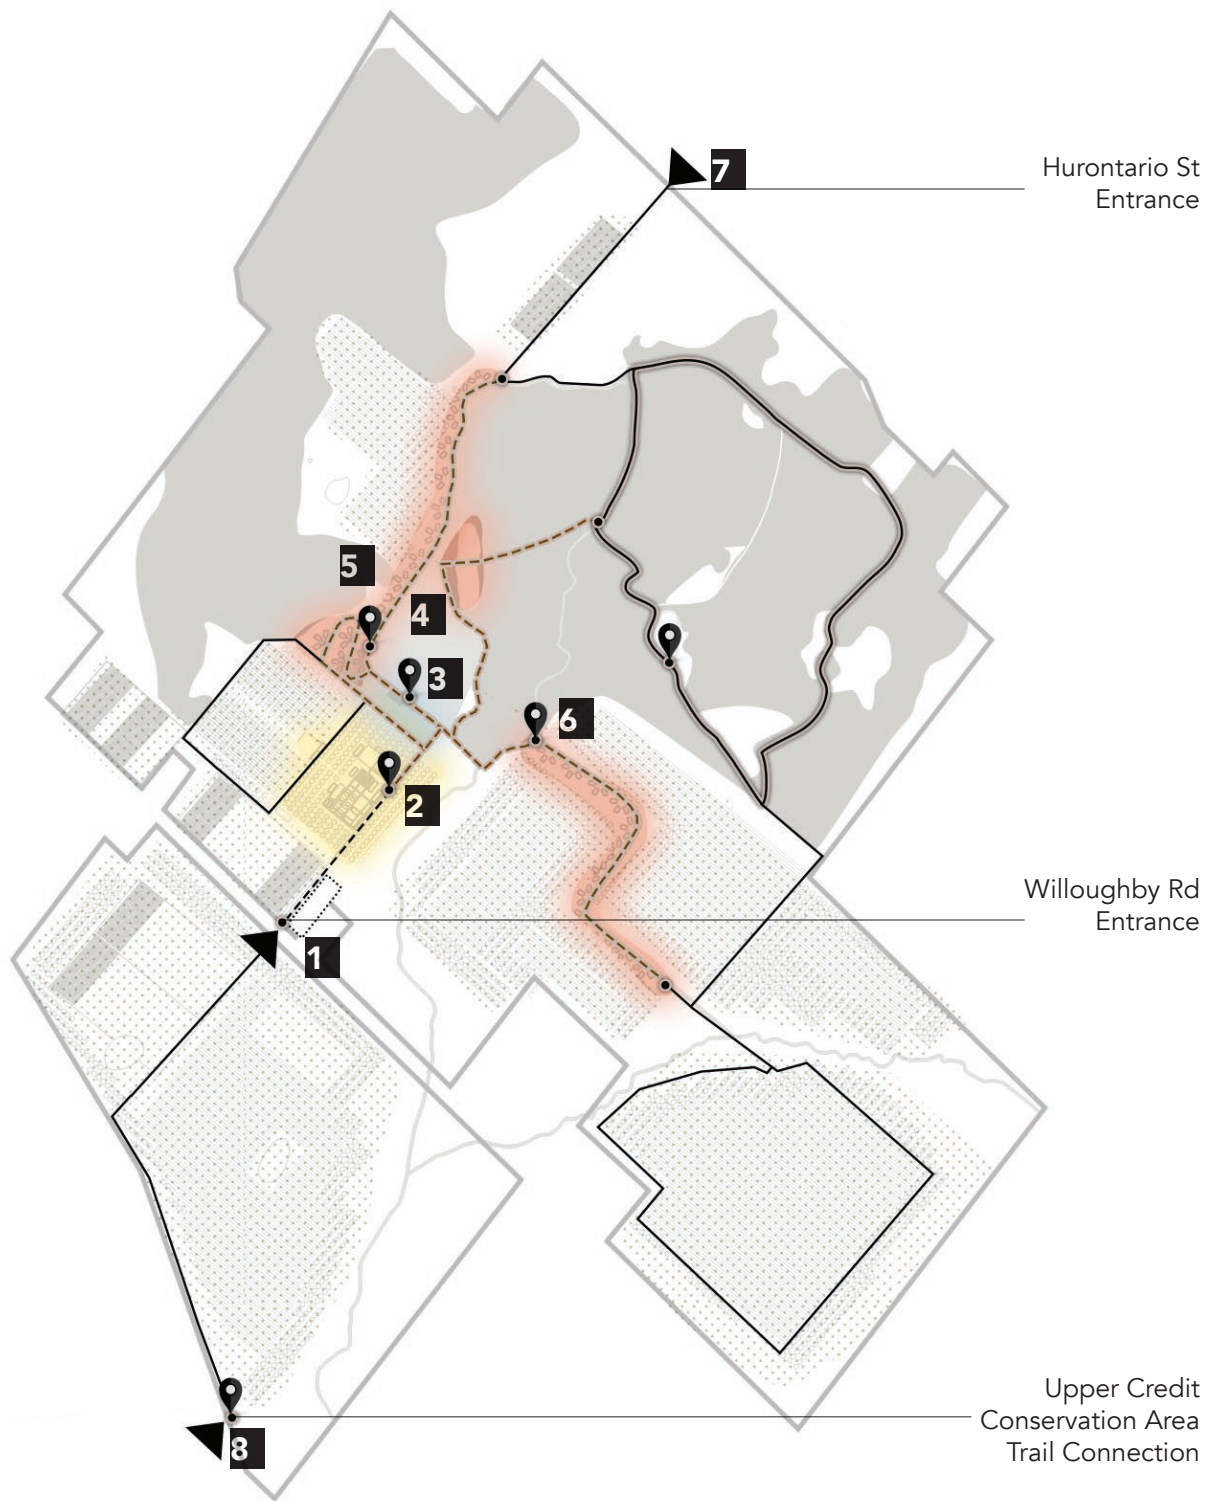 7
Hurontario St
Entrance
5
4
3
6
2
Willoughby Rd
Entrance
1
Upper Credit
Conservation Area
Trail Connection
8